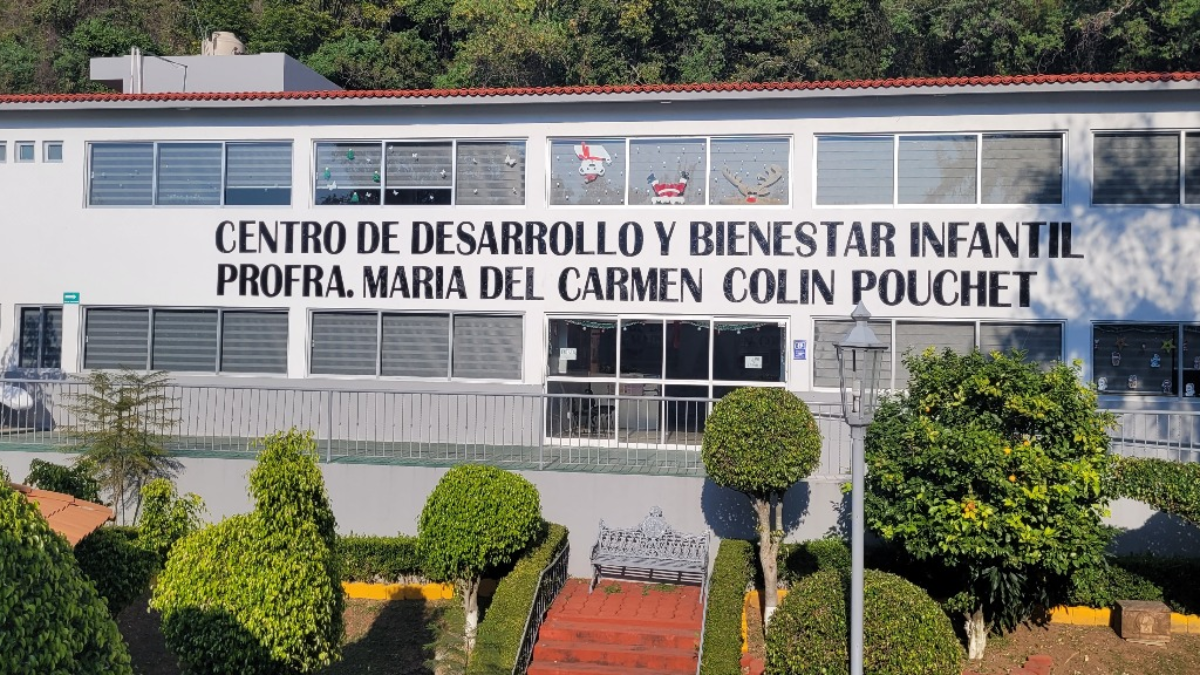 CENTRO DE DESARROLLO Y BIENESTAR INFANTIL
PROFRA. MARIA DEL CARMEN COLIN POUCHET